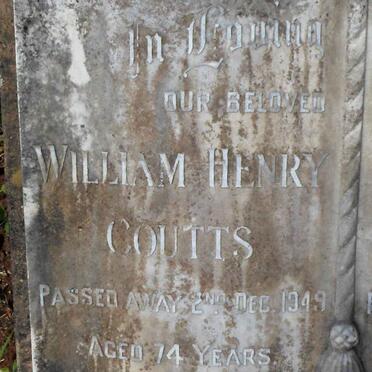 In Loving
OUR BELOVED
WILLIAM HENRY
COUTTS
PASSED AWAY 2ND DEC. 1949
AGED 74 YEARS.